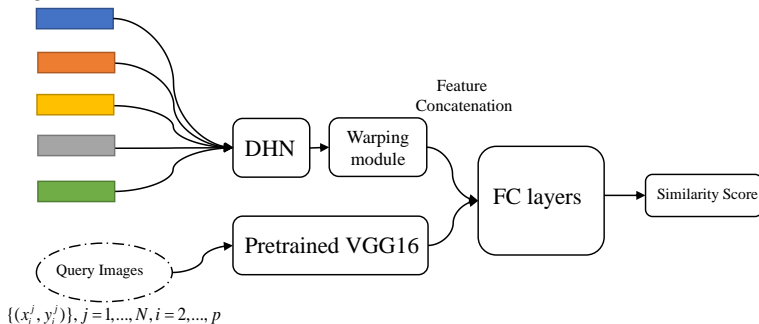 Feature
Concatenation
DHN
Warping
module
FC layers
Similarity Score
Pretrained VGG16
Query Images
{(x_i^j, y_i^j)}, j = 1,..., N, i = 2,..., p